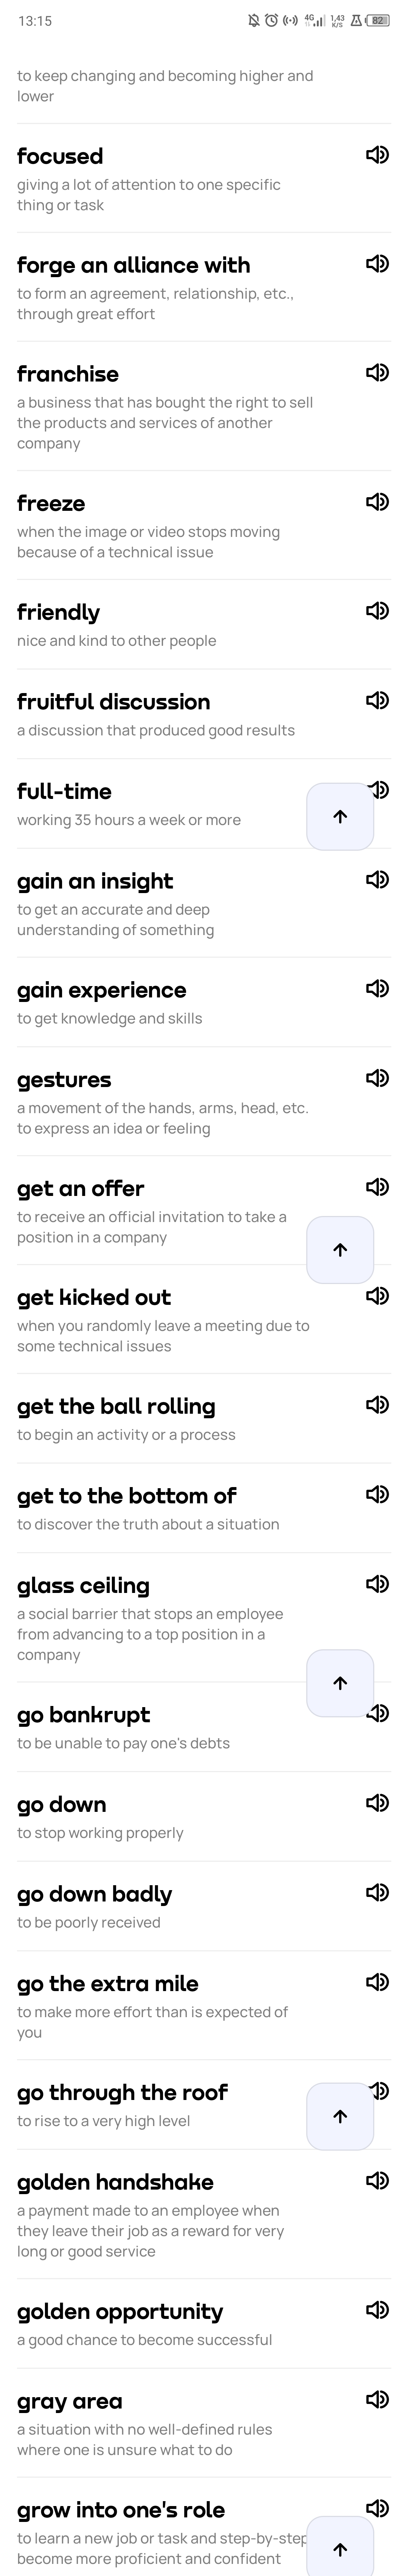 13:15
4G
1,43
K/S
82
to keep changing and becoming higher and
lower
focused
giving a lot of attention to one specific
thing or task
forge an alliance with
to form an agreement, relationship, etc.,
through great effort
franchise
a business that has bought the right to sell
the products and services of another
company
freeze
when the image or video stops moving
because of a technical issue
friendly
nice and kind to other people
fruitful discussion
a discussion that produced good results
full-time
working 35 hours a week or more
gain an insight
to get an accurate and deep
understanding of something
gain experience
to get knowledge and skills
gestures
a movement of the hands, arms, head, etc.
to express an idea or feeling
get an offer
to receive an official invitation to take a
position in a company
get kicked out
when you randomly leave a meeting due to
some technical issues
get the ball rolling
to begin an activity or a process
get to the bottom of
to discover the truth about a situation
glass ceiling
a social barrier that stops an employee
from advancing to a top position in a
company
go bankrupt
to be unable to pay one's debts
go down
to stop working properly
go down badly
to be poorly received
go the extra mile
to make more effort than is expected of
you
go through the roof
to rise to a very high level
golden handshake
a payment made to an employee when
they leave their job as a reward for very
long or good service
golden opportunity
a good chance to become successful
gray area
a situation with no well-defined rules
where one is unsure what to do
grow into one's role
to learn a new job or task and step-by-step
become more proficient and confident